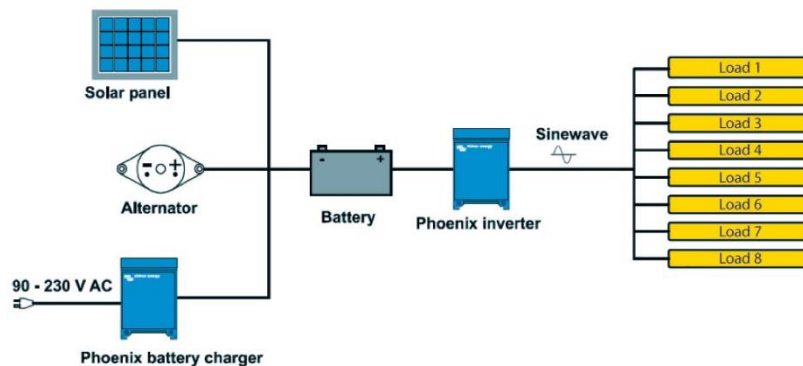 Solar panel
Alternator
90 - 230 V AC
Phoenix battery charger
- +
- +
Battery
Phoenix inverter
Sinewave
Load 1
Load 2
Load 3
Load 4
Load 5
Load 6
Load 7
Load 8